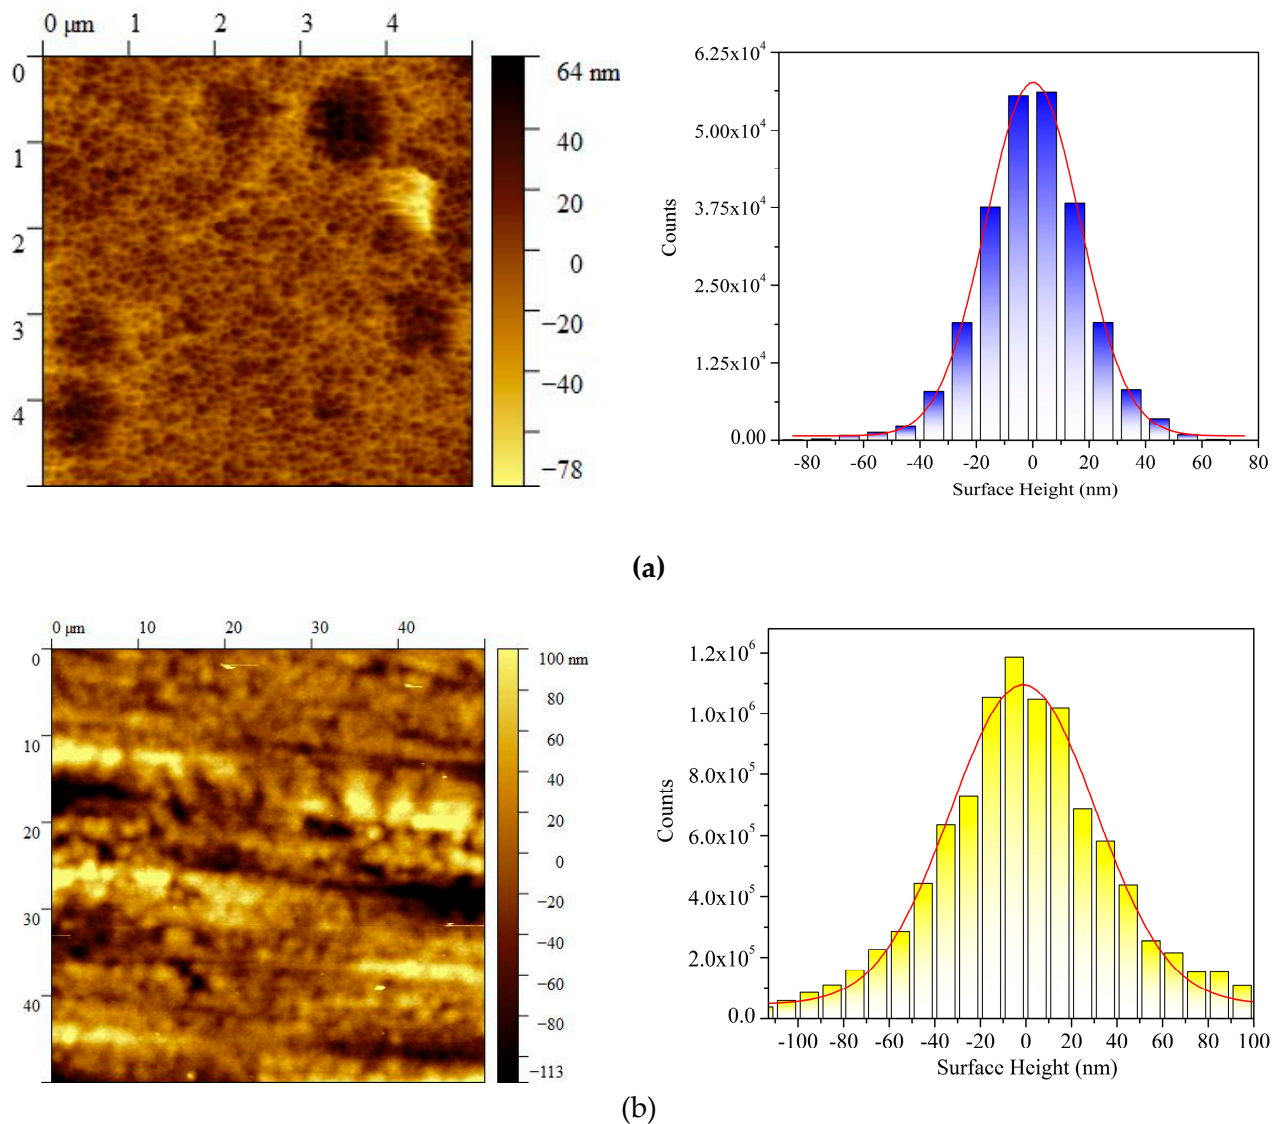 0 µm 1 2 3 4
0
1
2
3
4
64 nm
40
20
0
−20
−40
−78
6.25x10⁴
5.00x10⁴
3.75x10⁴
2.50x10⁴
1.25x10⁴
0.00
Counts
-80 -60 -40 -20 0 20 40 60 80
Surface Height (nm)
(a)
0 µm 10 20 30 40
0
10
20
30
40
100 nm
80
60
40
20
0
−20
−40
−60
−80
−113
1.2x10⁶
1.0x10⁶
8.0x10⁵
6.0x10⁵
4.0x10⁵
2.0x10⁵
0.0
Counts
-100 -80 -60 -40 -20 0 20 40 60 80 100
Surface Height (nm)
(b)